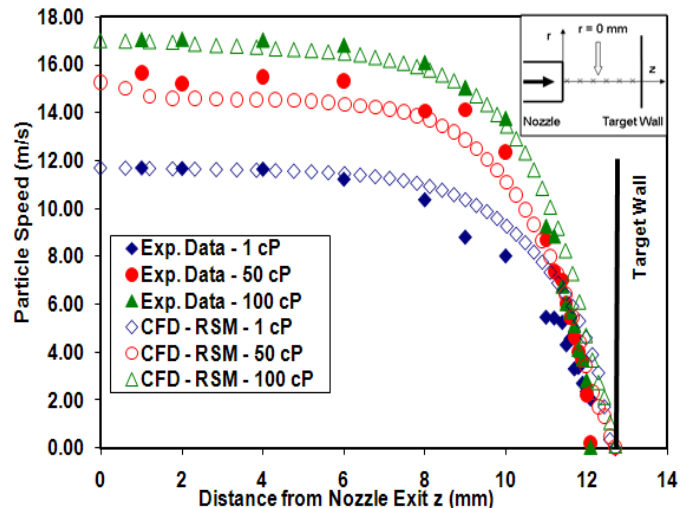 18.00
16.00
14.00
12.00
10.00
8.00
6.00
4.00
2.00
0.00
Particle Speed (m/s)
r
r = 0 mm
z
Nozzle
Target Wall
Target Wall
Exp. Data - 1 cP
Exp. Data - 50 cP
Exp. Data - 100 cP
CFD - RSM - 1 cP
CFD - RSM - 50 cP
CFD - RSM - 100 cP
0
2
4
6
8
10
12
14
Distance from Nozzle Exit z (mm)